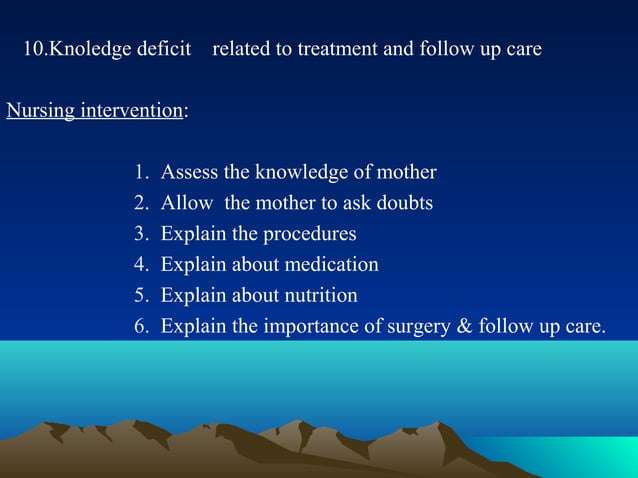 10.Knoledge deficit related to treatment and follow up care
Nursing intervention:
1. Assess the knowledge of mother
2. Allow the mother to ask doubts
3. Explain the procedures
4. Explain about medication
5. Explain about nutrition
6. Explain the importance of surgery & follow up care.